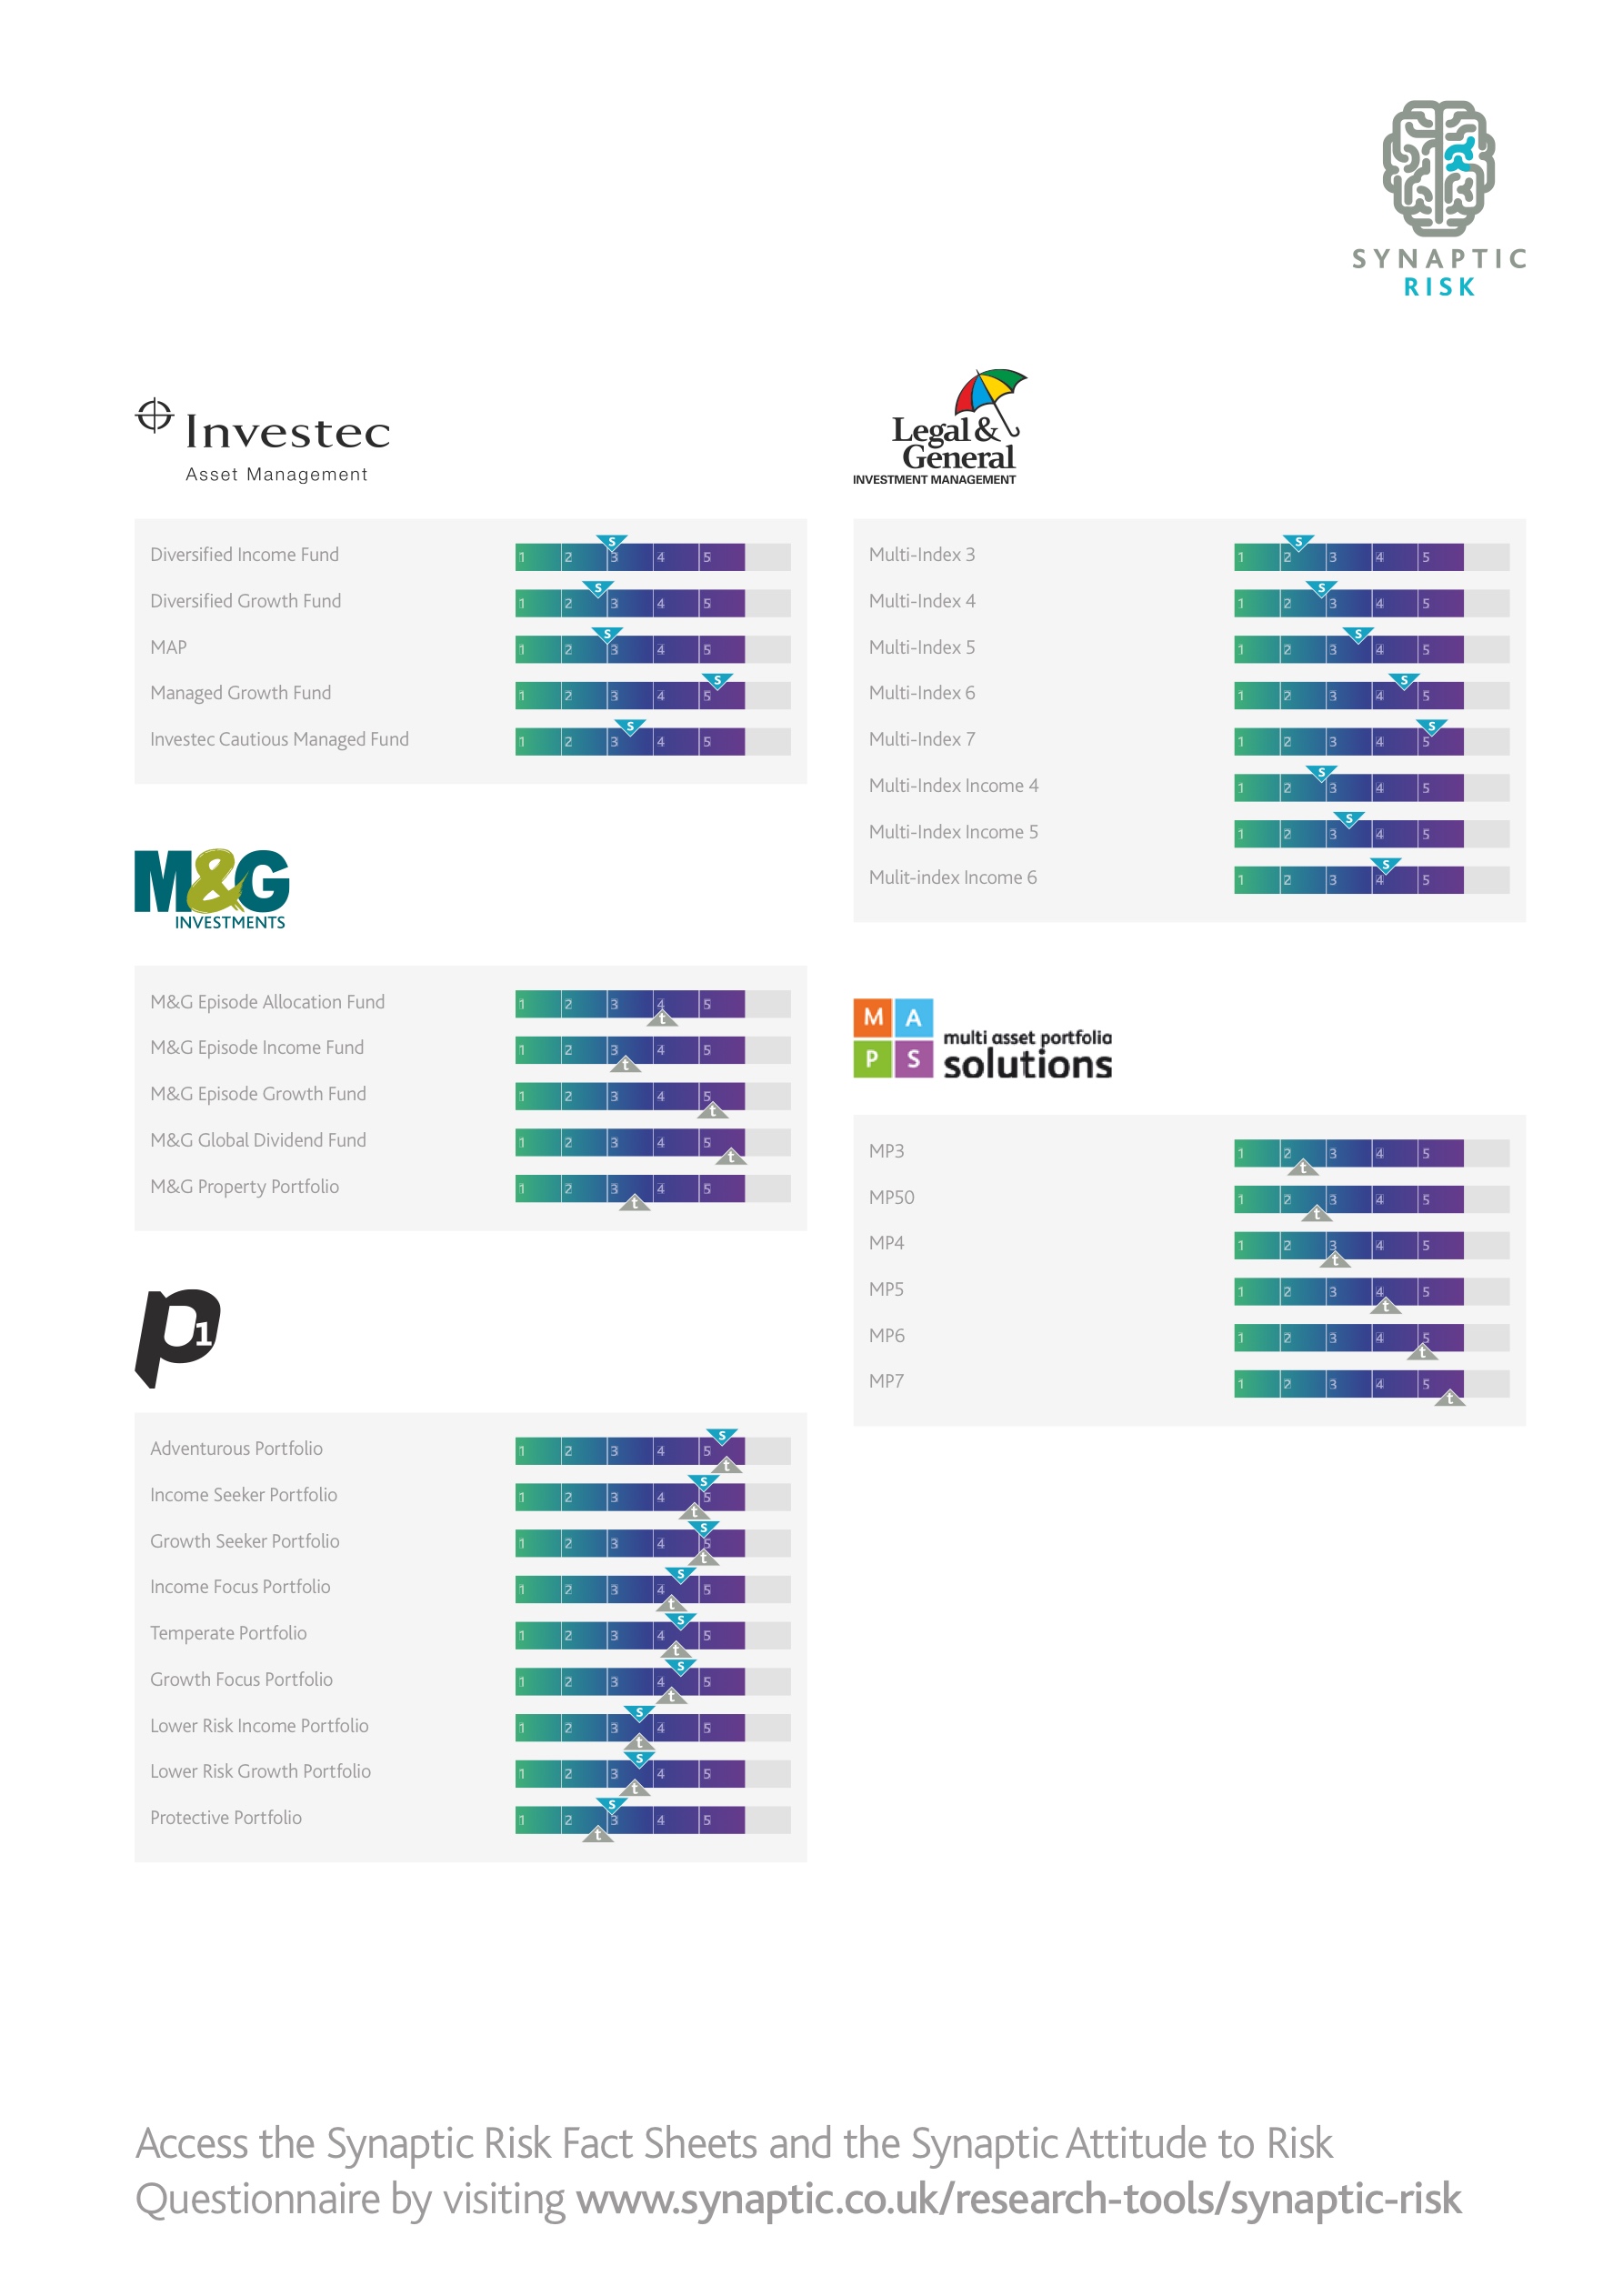 SYNAPTIC
RISK
Investec
Asset Management
Diversified Income Fund 1 2 3 4 5 s
Diversified Growth Fund 1 2 3 4 5 s
MAP 1 2 3 4 5 s
Managed Growth Fund 1 2 3 4 5 s
Investec Cautious Managed Fund 1 2 3 4 5 s
M&G
INVESTMENTS
M&G Episode Allocation Fund 1 2 3 4 5 t
M&G Episode Income Fund 1 2 3 4 5 t
M&G Episode Growth Fund 1 2 3 4 5 t
M&G Global Dividend Fund 1 2 3 4 5 t
M&G Property Portfolio 1 2 3 4 5 t
p1
Adventurous Portfolio 1 2 3 4 5 s t
Income Seeker Portfolio 1 2 3 4 5 s t
Growth Seeker Portfolio 1 2 3 4 5 s t
Income Focus Portfolio 1 2 3 4 5 s t
Temperate Portfolio 1 2 3 4 5 s t
Growth Focus Portfolio 1 2 3 4 5 s t
Lower Risk Income Portfolio 1 2 3 4 5 s t
Lower Risk Growth Portfolio 1 2 3 4 5 s t
Protective Portfolio 1 2 3 4 5 s t
Legal &
General
INVESTMENT MANAGEMENT
Multi-Index 3 1 2 3 4 5 s
Multi-Index 4 1 2 3 4 5 s
Multi-Index 5 1 2 3 4 5 s
Multi-Index 6 1 2 3 4 5 s
Multi-Index 7 1 2 3 4 5 s
Multi-Index Income 4 1 2 3 4 5 s
Multi-Index Income 5 1 2 3 4 5 s
Mulit-index Income 6 1 2 3 4 5 s
M A
P S
multi asset portfolio
solutions
MP3 1 2 3 4 5 t
MP50 1 2 3 4 5 t
MP4 1 2 3 4 5 t
MP5 1 2 3 4 5 t
MP6 1 2 3 4 5 t
MP7 1 2 3 4 5 t
Access the Synaptic Risk Fact Sheets and the Synaptic Attitude to Risk
Questionnaire by visiting www.synaptic.co.uk/research-tools/synaptic-risk